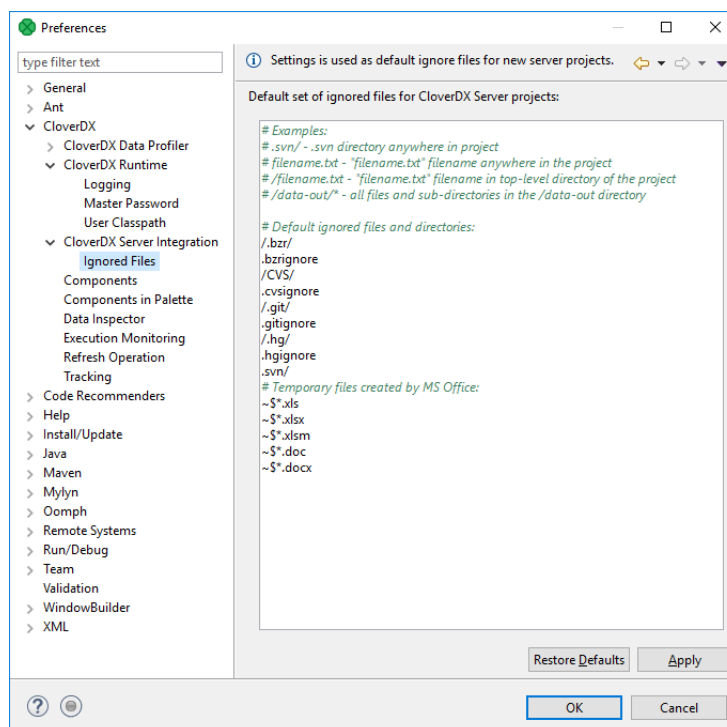 Preferences
type filter text
General
Ant
CloverDX
CloverDX Data Profiler
CloverDX Runtime
Logging
Master Password
User Classpath
CloverDX Server Integration
Ignored Files
Components
Components in Palette
Data Inspector
Execution Monitoring
Refresh Operation
Tracking
Code Recommenders
Help
Install/Update
Java
Maven
Mylyn
Oomph
Remote Systems
Run/Debug
Team
Validation
WindowBuilder
XML
Settings is used as default ignore files for new server projects.
Default set of ignored files for CloverDX Server projects:
# Examples:
# .svn/ - .svn directory anywhere in project
# filename.txt - "filename.txt" filename anywhere in the project
# /filename.txt - "filename.txt" filename in top-level directory of the project
# /data-out/* - all files and sub-directories in the /data-out directory
# Default ignored files and directories:
/.bzr/
.bzrignore
/CVS/
.cvsignore
/.git/
.gitignore
/.hg/
.hgignore
.svn/
# Temporary files created by MS Office:
~$*.xls
~$*.xlsx
~$*.xlsm
~$*.doc
~$*.docx
Restore Defaults
Apply
OK
Cancel